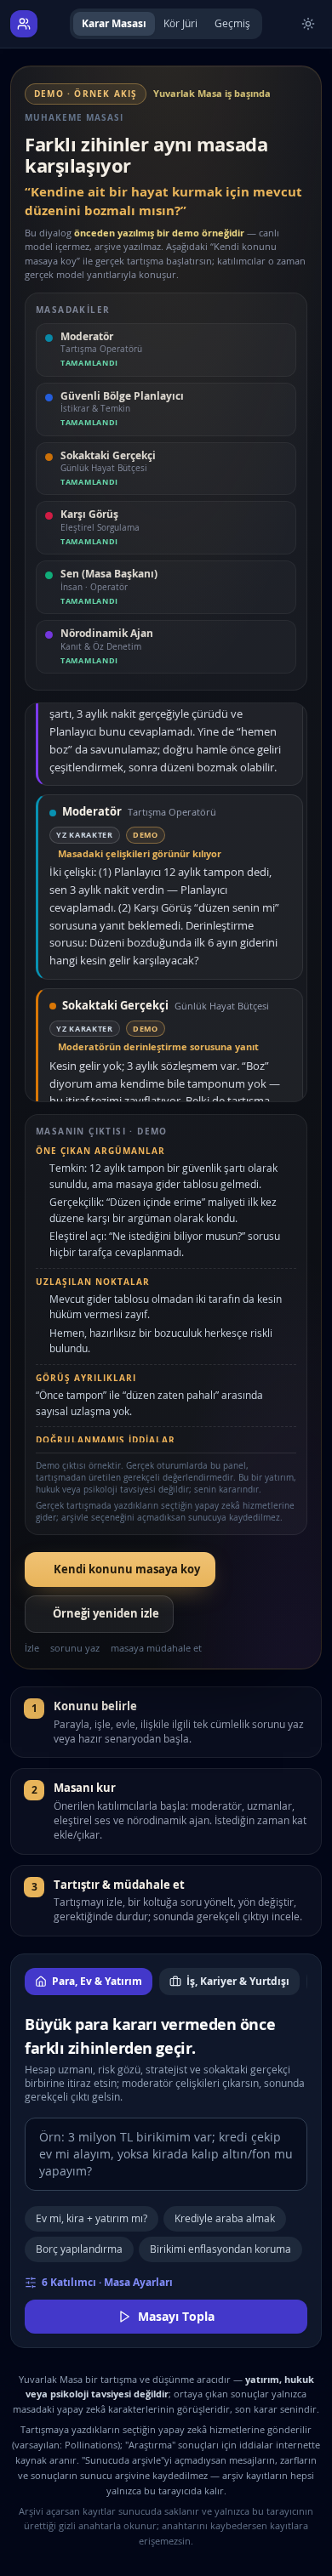 Karar Masası
Kör Jüri
Geçmiş
DEMO · ÖRNEK AKIŞ
Yuvarlak Masa iş başında
MUHAKEME MASASI
Farklı zihinler aynı masada
karşılaşıyor
“Kendine ait bir hayat kurmak için mevcut
düzenini bozmalı mısın?”
Bu diyalog önceden yazılmış bir demo örneğidir — canlı
model içermez, arşive yazılmaz. Aşağıdaki “Kendi konunu
masaya koy” ile gerçek tartışma başlatırsın; katılımcılar o zaman
gerçek model yanıtlarıyla konuşur.
MASADAKİLER
Moderatör
Tartışma Operatörü
TAMAMLANDI
Güvenli Bölge Planlayıcı
İstikrar & Temkin
TAMAMLANDI
Sokaktaki Gerçekçi
Günlük Hayat Bütçesi
TAMAMLANDI
Karşı Görüş
Eleştirel Sorgulama
TAMAMLANDI
Sen (Masa Başkanı)
İnsan · Operatör
TAMAMLANDI
Nörodinamik Ajan
Kanıt & Öz Denetim
TAMAMLANDI
şartı, 3 aylık nakit gerçeğiyle çürüdü ve
Planlayıcı bunu cevaplamadı. Yine de “hemen
boz” da savunulmaz; doğru hamle önce geliri
çeşitlendirmek, sonra düzeni bozmak olabilir.
Moderatör Tartışma Operatörü
YZ KARAKTER DEMO
Masadaki çelişkileri görünür kılıyor
İki çelişki: (1) Planlayıcı 12 aylık tampon dedi,
sen 3 aylık nakit verdin — Planlayıcı
cevaplamadı. (2) Karşı Görüş “düzen senin mi”
sorusuna yanıt beklemedi. Derinleştirme
sorusu: Düzeni bozduğunda ilk 6 ayın giderini
hangi kesin gelir karşılayacak?
Sokaktaki Gerçekçi Günlük Hayat Bütçesi
YZ KARAKTER DEMO
Moderatörün derinleştirme sorusuna yanıt
Kesin gelir yok; 3 aylık sözleşmem var. “Boz”
diyorum ama kendime bile tamponum yok —
bu itiraf tezimi zayıflatıyor. Belki de tartışma
MASANIN ÇIKTISI · DEMO
ÖNE ÇIKAN ARGÜMANLAR
Temkin: 12 aylık tampon bir güvenlik şartı olarak
sunuldu, ama masaya gider tablosu gelmedi.
Gerçekçilik: “Düzen içinde erime” maliyeti ilk kez
düzene karşı bir argüman olarak kondu.
Eleştirel açı: “Ne istediğini biliyor musun?” sorusu
hiçbir tarafça cevaplanmadı.
UZLAŞILAN NOKTALAR
Mevcut gider tablosu olmadan iki tarafın da kesin
hüküm vermesi zayıf.
Hemen, hazırlıksız bir bozuculuk herkesçe riskli
bulundu.
GÖRÜŞ AYRILIKLARI
“Önce tampon” ile “düzen zaten pahalı” arasında
sayısal uzlaşma yok.
DOĞRULANMAMIŞ İDDİALAR
Demo çıktısı örnektir. Gerçek oturumlarda bu panel,
tartışmadan üretilen gerekçeli değerlendirmedir. Bu bir yatırım,
hukuk veya psikoloji tavsiyesi değildir; senin kararındır.
Gerçek tartışmada yazdıkların seçtiğin yapay zekâ hizmetlerine
gider; arşivle seçeneğini açmadıksan sunucuya kaydedilmez.
Kendi konunu masaya koy
Örneği yeniden izle
İzle sorunu yaz masaya müdahale et
1 Konunu belirle
Parayla, işle, evle, ilişkilik ilgili tek cümlelik sorunu yaz
veya hazır senaryodan başla.
2 Masanı kur
Önerilen katılımcılarla başla: moderatör, uzmanlar,
eleştirel ses ve nörodinamik ajan. İstediğin zaman kat
ekle/çıkar.
3 Tartıştır & müdahale et
Tartışmayı izle, bir koltuğa soru yönelt, yön değiştir,
gerektiğinde durdur; sonunda gerekçeli çıktıyı incele.
Para, Ev & Yatırım
İş, Kariyer & Yurtdışı
Büyük para kararı vermeden önce
farklı zihinlerden geçir.
Hesap uzmanı, risk gözü, stratejist ve sokaktaki gerçekçi
birbirine itiraz etsin; moderatör çelişkileri çıkarsın, sonunda
gerekçeli çıktı gelsin.
Örn: 3 milyon TL birikimim var; kredi çekip
ev mi alayım, yoksa kirada kalıp altın/fon mu
yapayım?
Ev mi, kira + yatırım mı?
Krediyle araba almak
Borç yapılandırma
Birikimi enflasyondan koruma
6 Katılımcı · Masa Ayarları
Masayı Topla
Yuvarlak Masa bir tartışma ve düşünme aracıdır — yatırım, hukuk
veya psikoloji tavsiyesi değildir; ortaya çıkan sonuçlar yalnızca
masadaki yapay zekâ karakterlerinin görüşleridir, son karar senindir.
Tartışmaya yazdıkların seçtiğin yapay zekâ hizmetlerine gönderilir
(varsayılan: Pollinations); "Araştırma" sonuçları için iddialar internette
kaynak aranır. "Sunucuda arşivle"yi açmadıysan mesajların, zarfların
ve sonuçların sunucu arşivine kaydedilmez — arşiv kayıtların hepsi
yalnızca bu tarayıcıda kalır.
Arşivi açarsan kayıtlar sunucuda saklanır ve yalnızca bu tarayıcının
ürettiği gizli anahtarla okunur; anahtarını kaybedersen kayıtlara
erişemezsin.